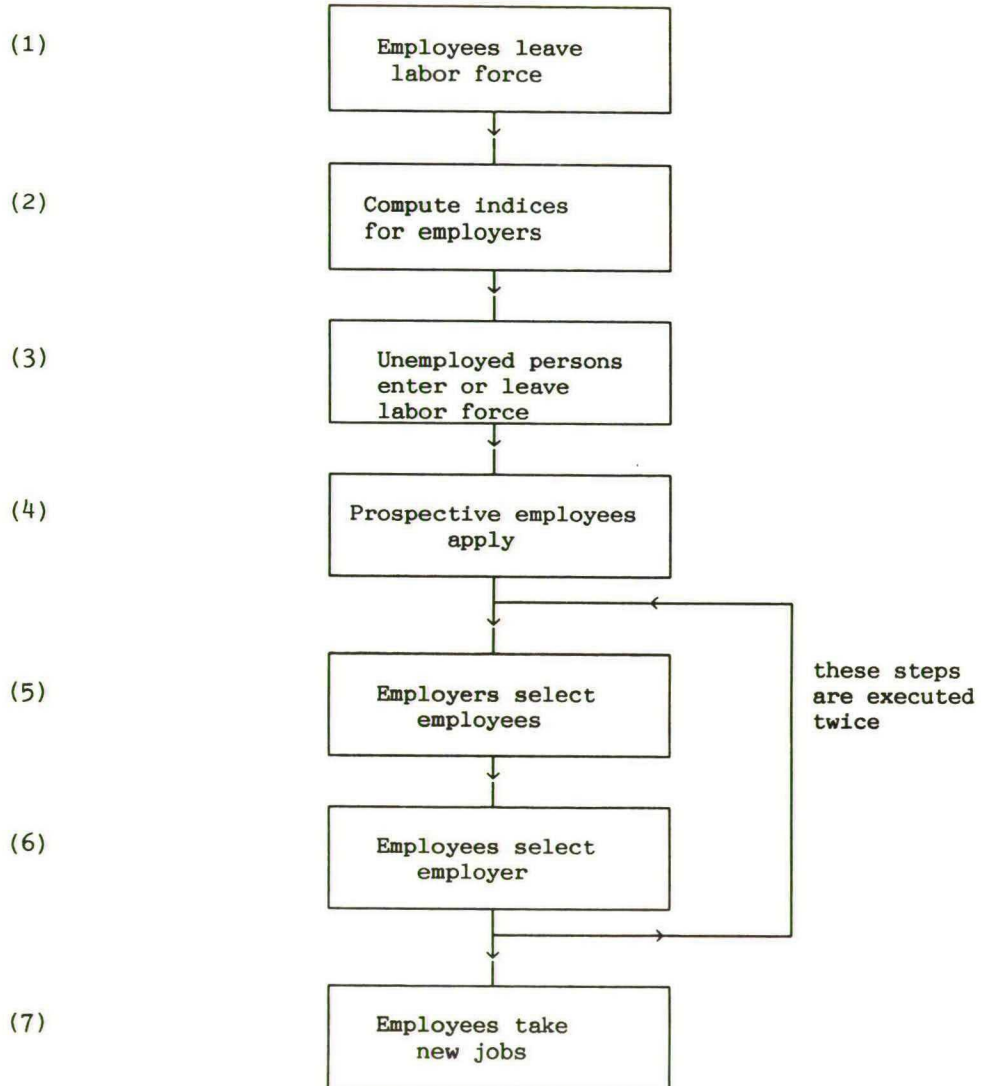 (1)
Employees leave
labor force
(2)
Compute indices
for employers
(3)
Unemployed persons
enter or leave
labor force
(4)
Prospective employees
apply
(5)
Employers select
employees
these steps
are executed
twice
(6)
Employees select
employer
(7)
Employees take
new jobs